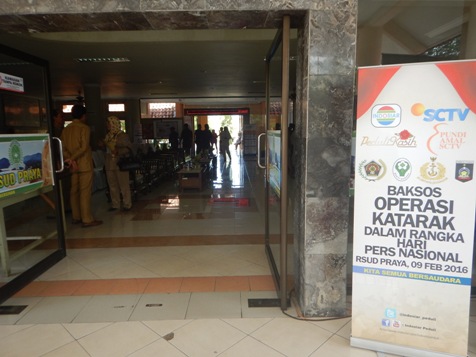 RSUD PRAYA
INDOSIAR
SCTV
Peduli Kasih
PUNDI
AMAL
SCTV
BAKSOS
OPERASI
KATARAK
DALAM RANGKA
HARI
PERS NASIONAL
RSUD PRAYA, 09 FEB 2016
KITA SEMUA BERSAUDARA